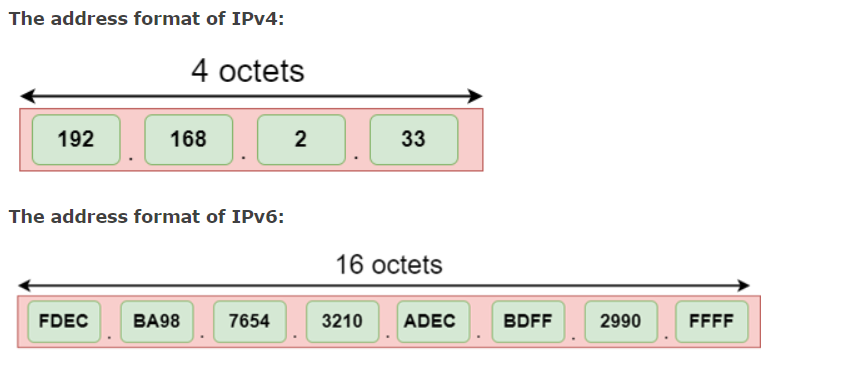 The address format of IPv4:
4 octets
192 . 168 . 2 . 33
The address format of IPv6:
16 octets
FDEC . BA98 . 7654 . 3210 . ADEC . BDFF . 2990 . FFFF